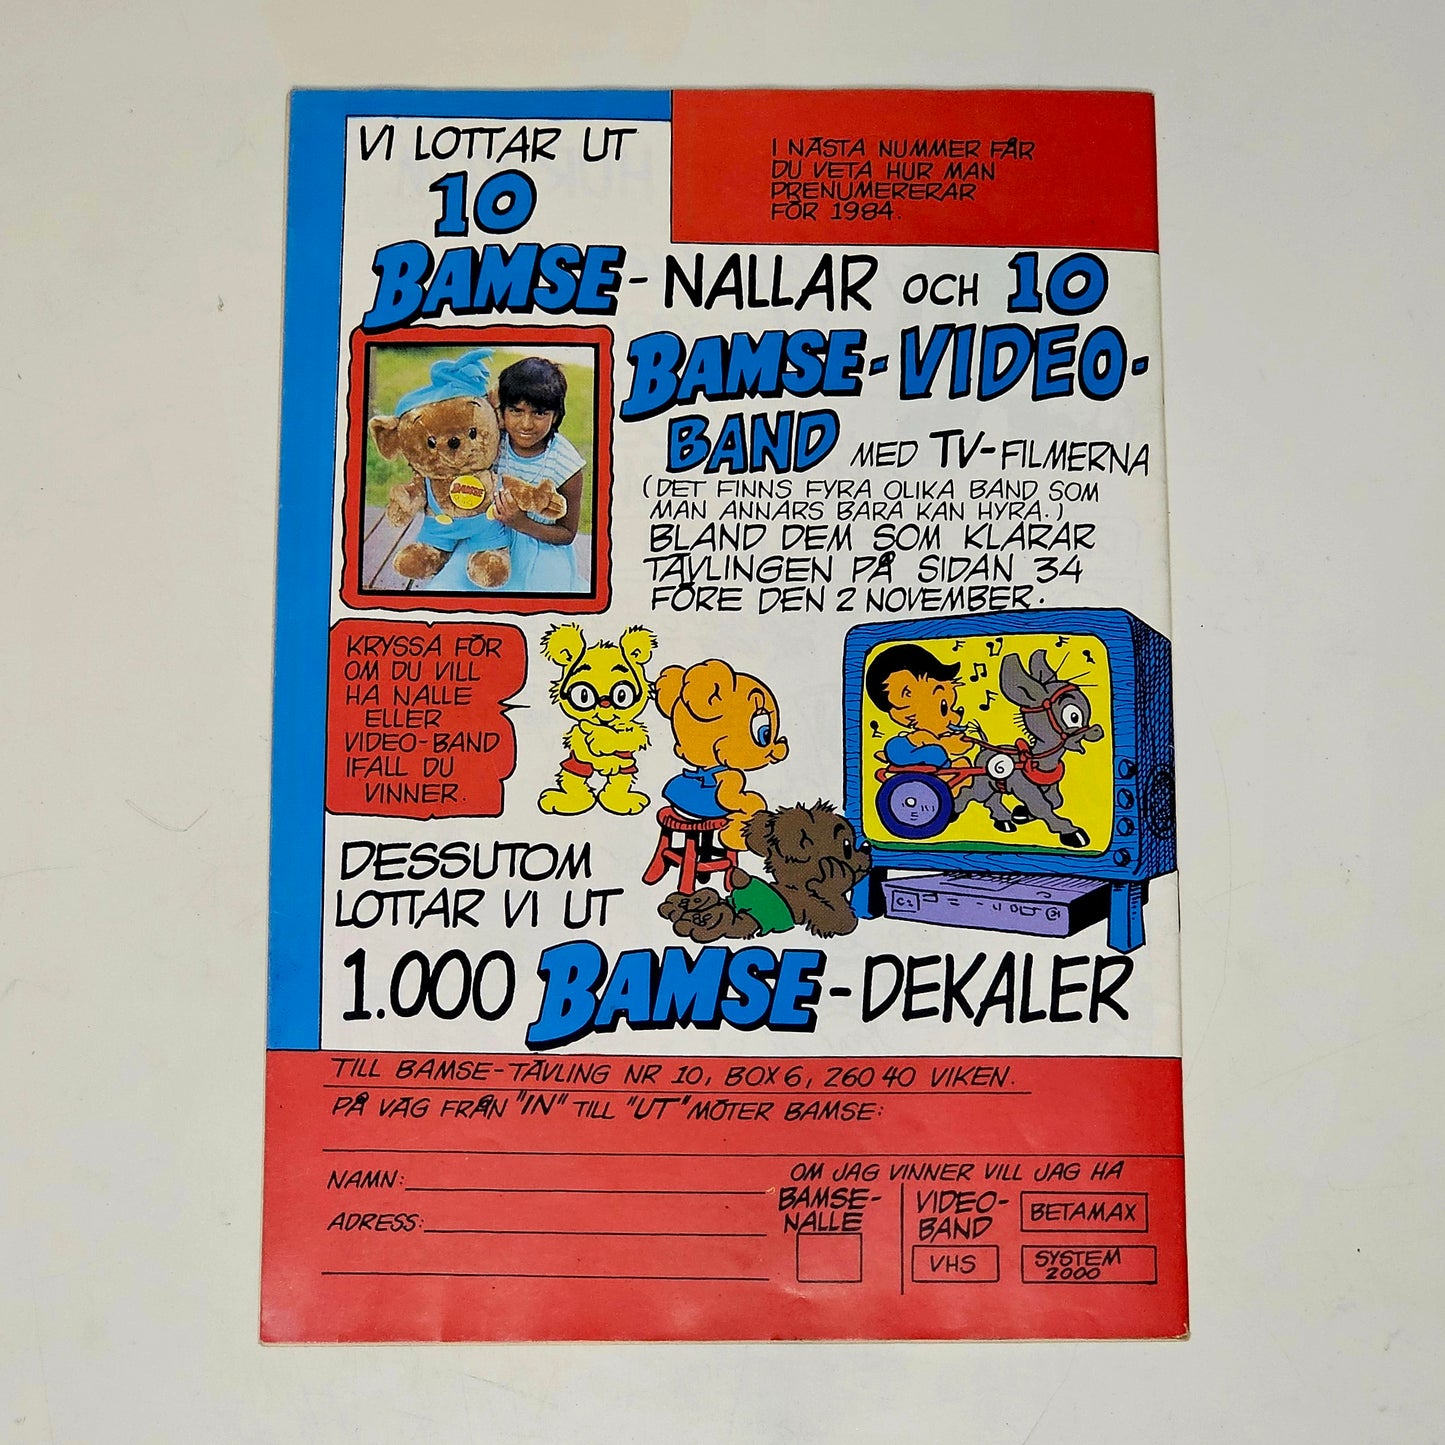 VI LOTTAR UT
10
BAMSE-NALLAR OCH 10
BAMSE-VIDEO-
BAND MED TV-FILMERNA
(DET FINNS FYRA OLIKA BAND SOM
MAN ANNARS BARA KAN HYRA.)
BLAND DEM SOM KLARAR
TÄVLINGEN PÅ SIDAN 34
FÖRE DEN 2 NOVEMBER.
I NÄSTA NUMMER FÅR
DU VETA HUR MAN
PRENUMERERAR
FÖR 1984.
BAMSE
KRYSSA FÖR
OM DU VILL
HA NALLE
ELLER
VIDEO-BAND
IFALL DU
VINNER.
6
DESSUTOM
LOTTAR VI UT
1.000 BAMSE-DEKALER
TILL BAMSE-TÄVLING NR 10, BOX 6, 260 40 VIKEN.
PÅ VÄG FRÅN "IN" TILL "UT" MÖTER BAMSE:
NAMN:
ADRESS:
OM JAG VINNER VILL JAG HA
BAMSE-
NALLE
VIDEO-
BAND
BETAMAX
VHS
SYSTEM
2000